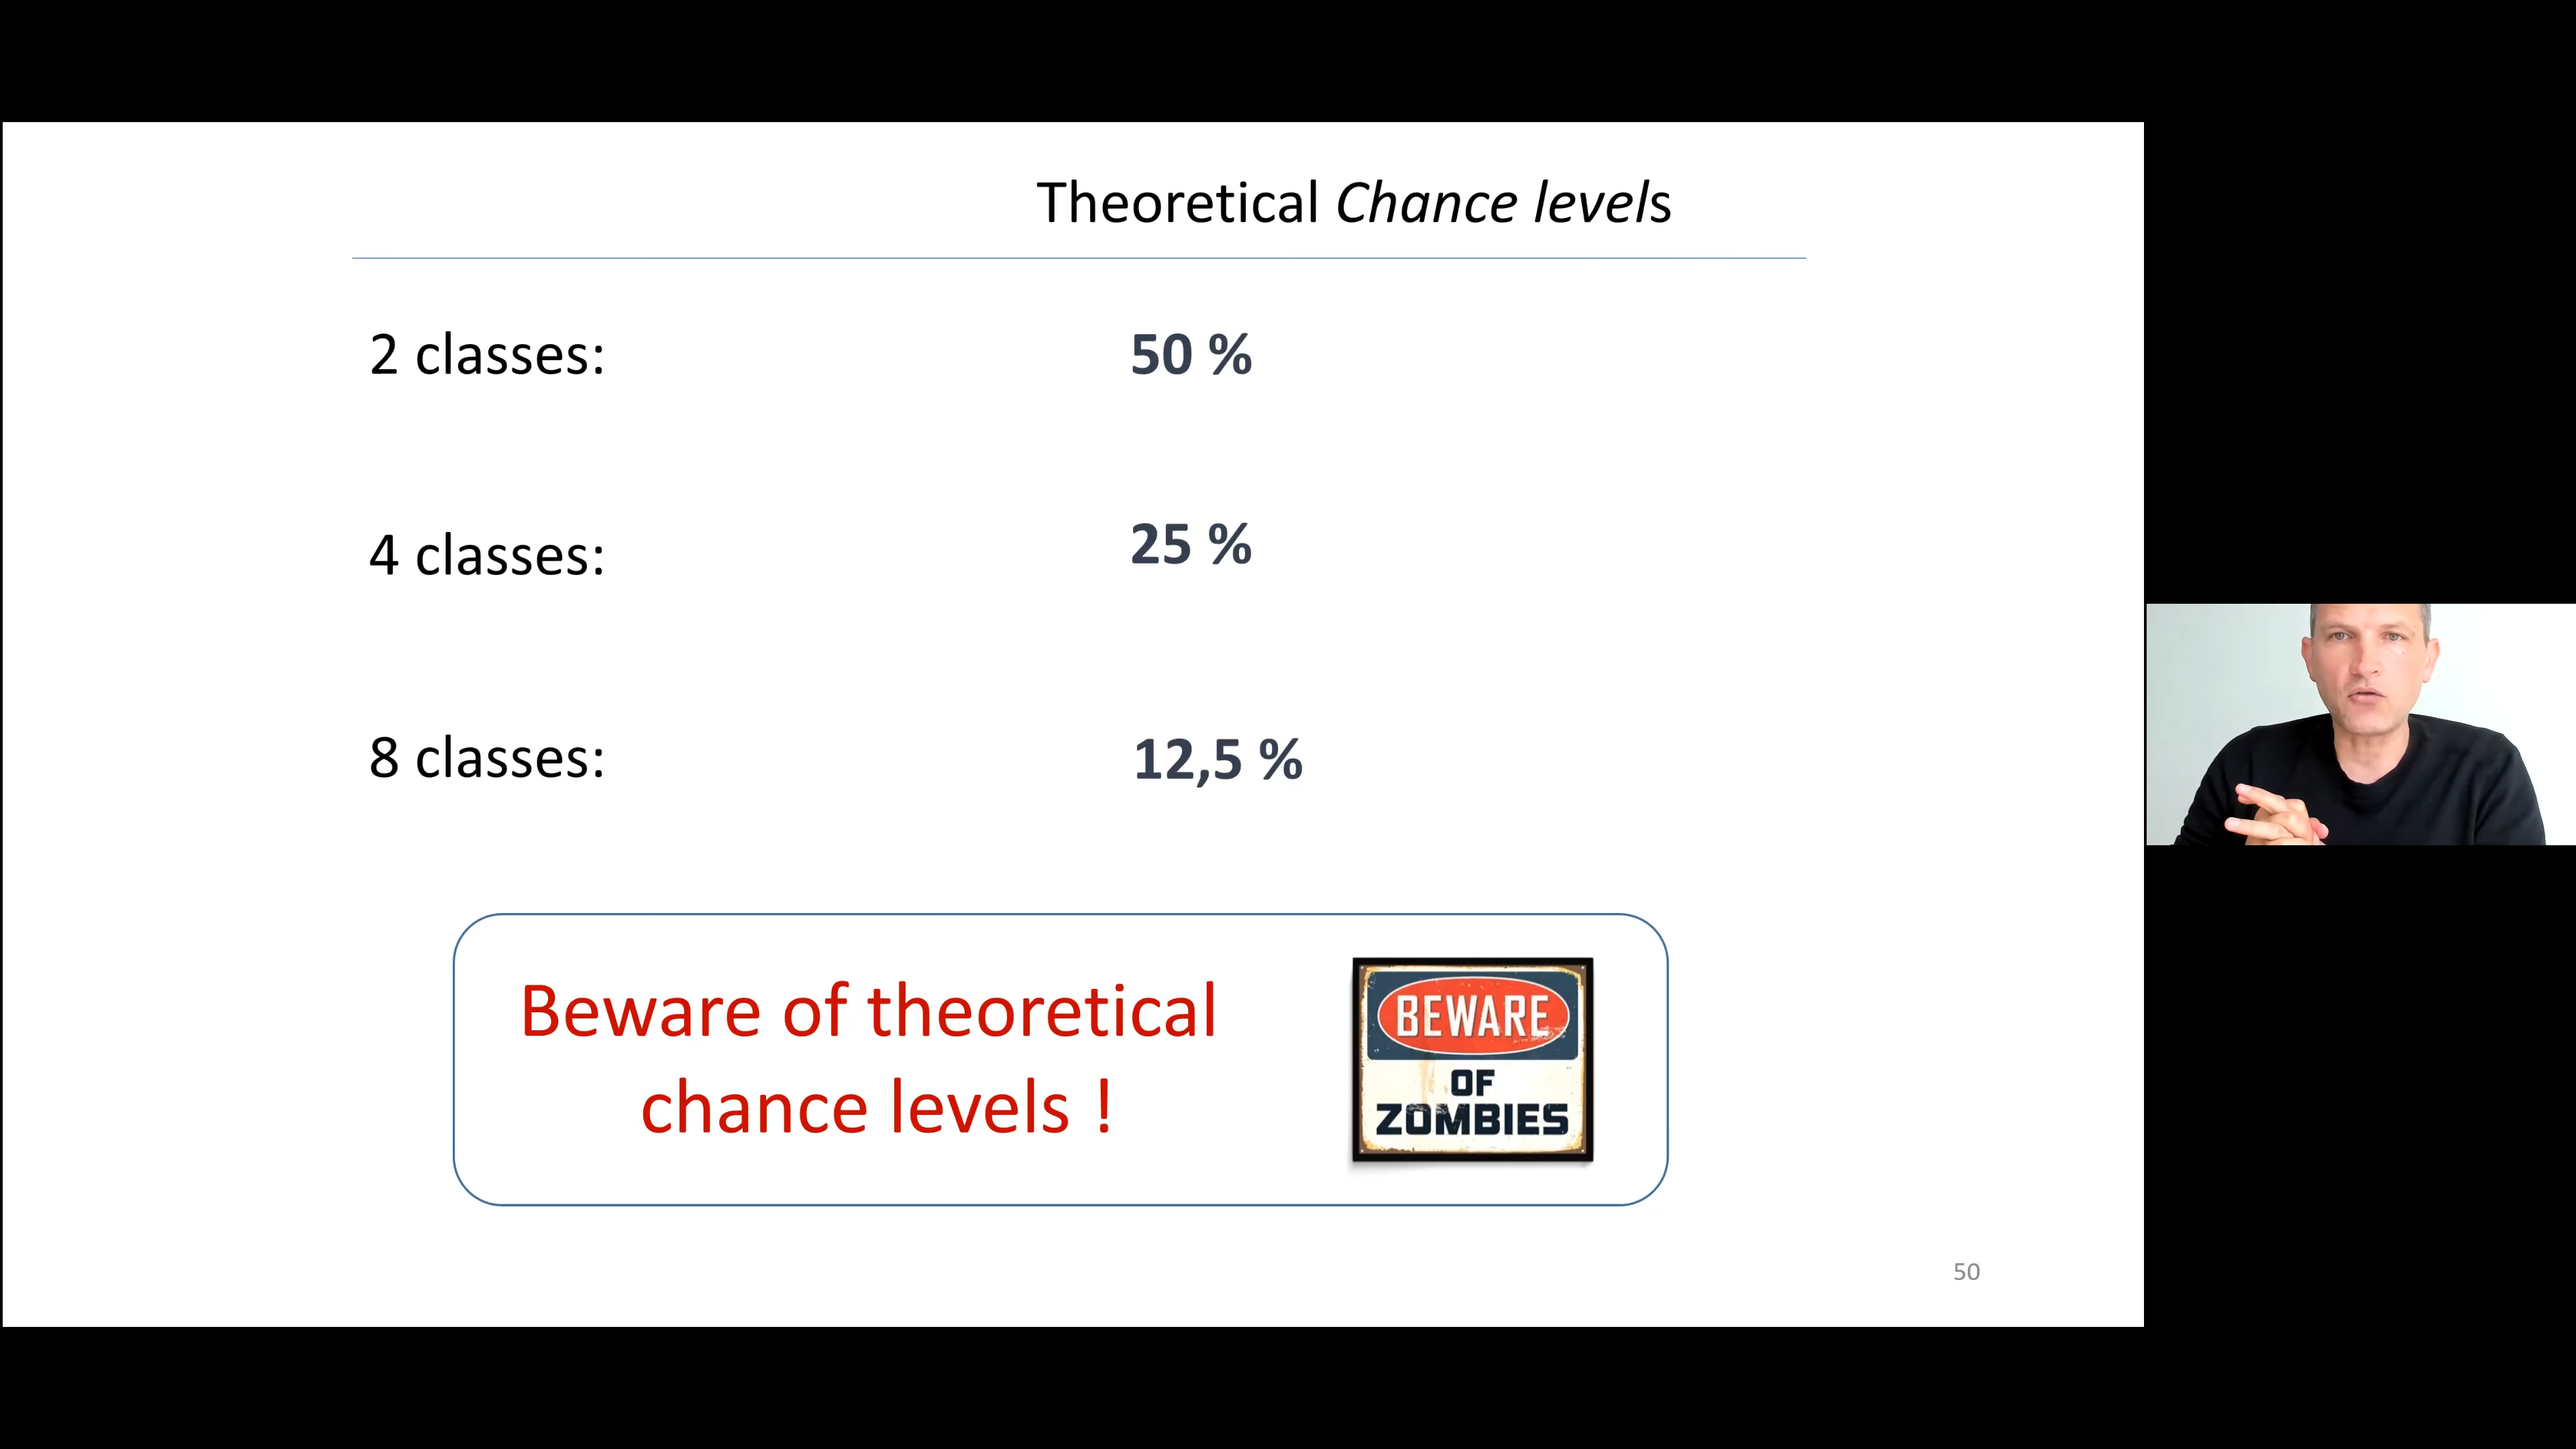 Theoretical Chance levels
2 classes: 50 %
4 classes: 25 %
8 classes: 12,5 %
Beware of theoretical
chance levels !
BEWARE
OF
ZOMBIES
50